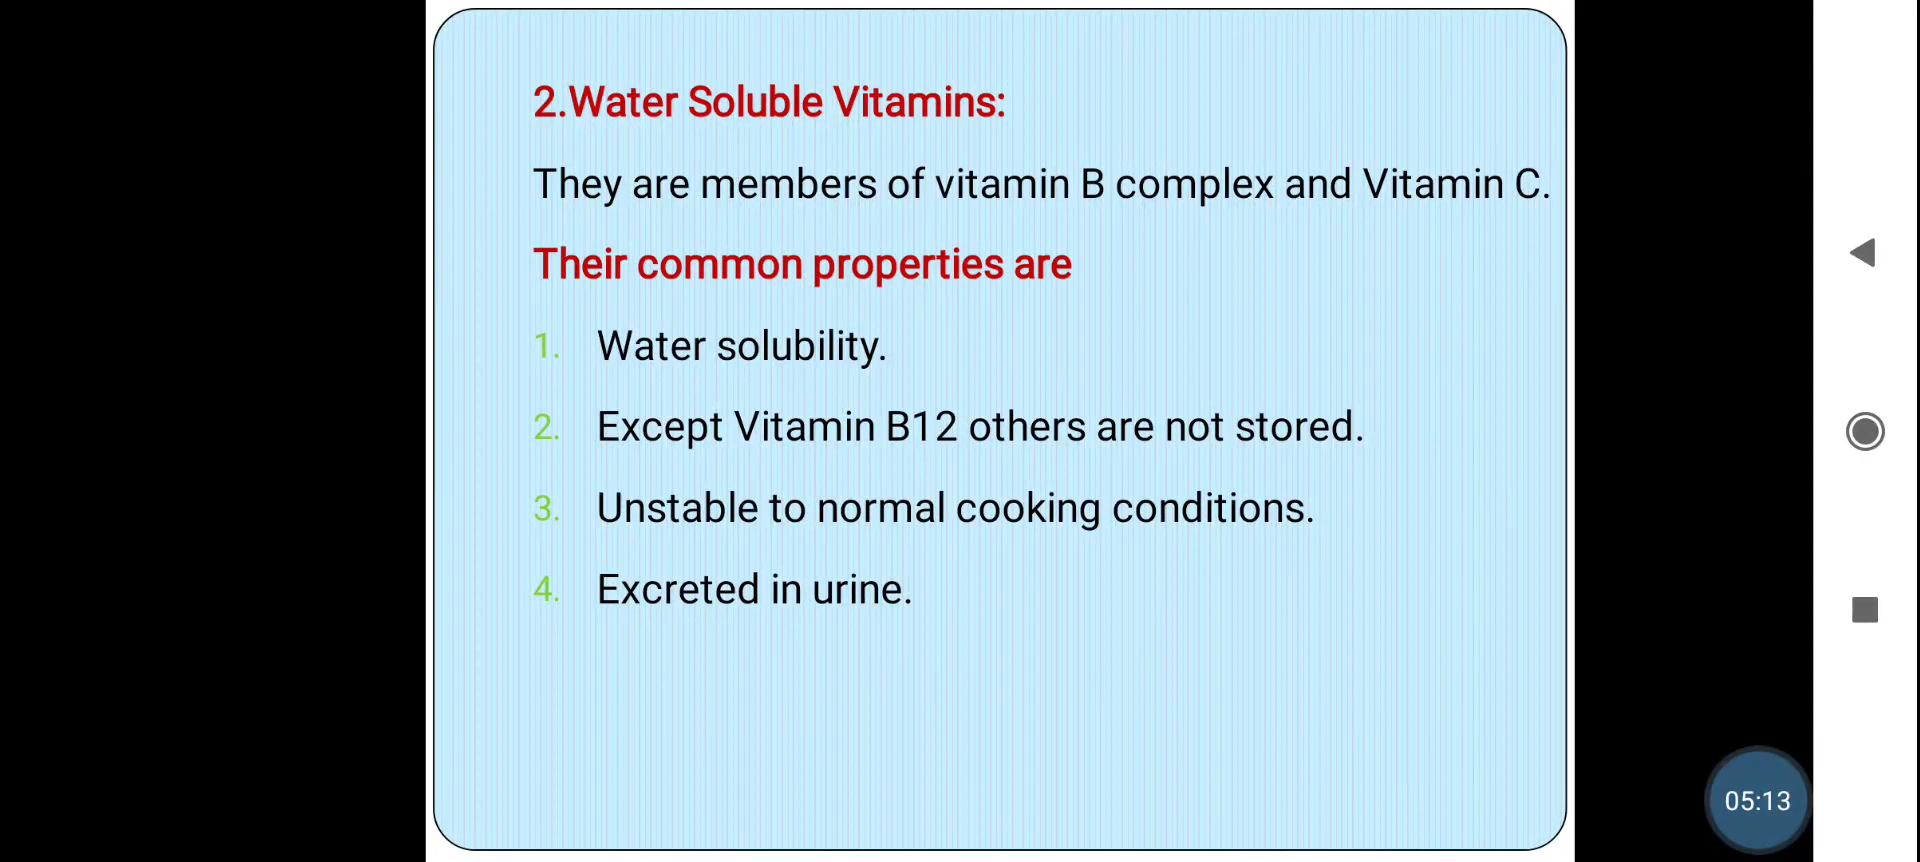 2.Water Soluble Vitamins:
They are members of vitamin B complex and Vitamin C.
Their common properties are
1. Water solubility.
2. Except Vitamin B12 others are not stored.
3. Unstable to normal cooking conditions.
4. Excreted in urine.
05:13